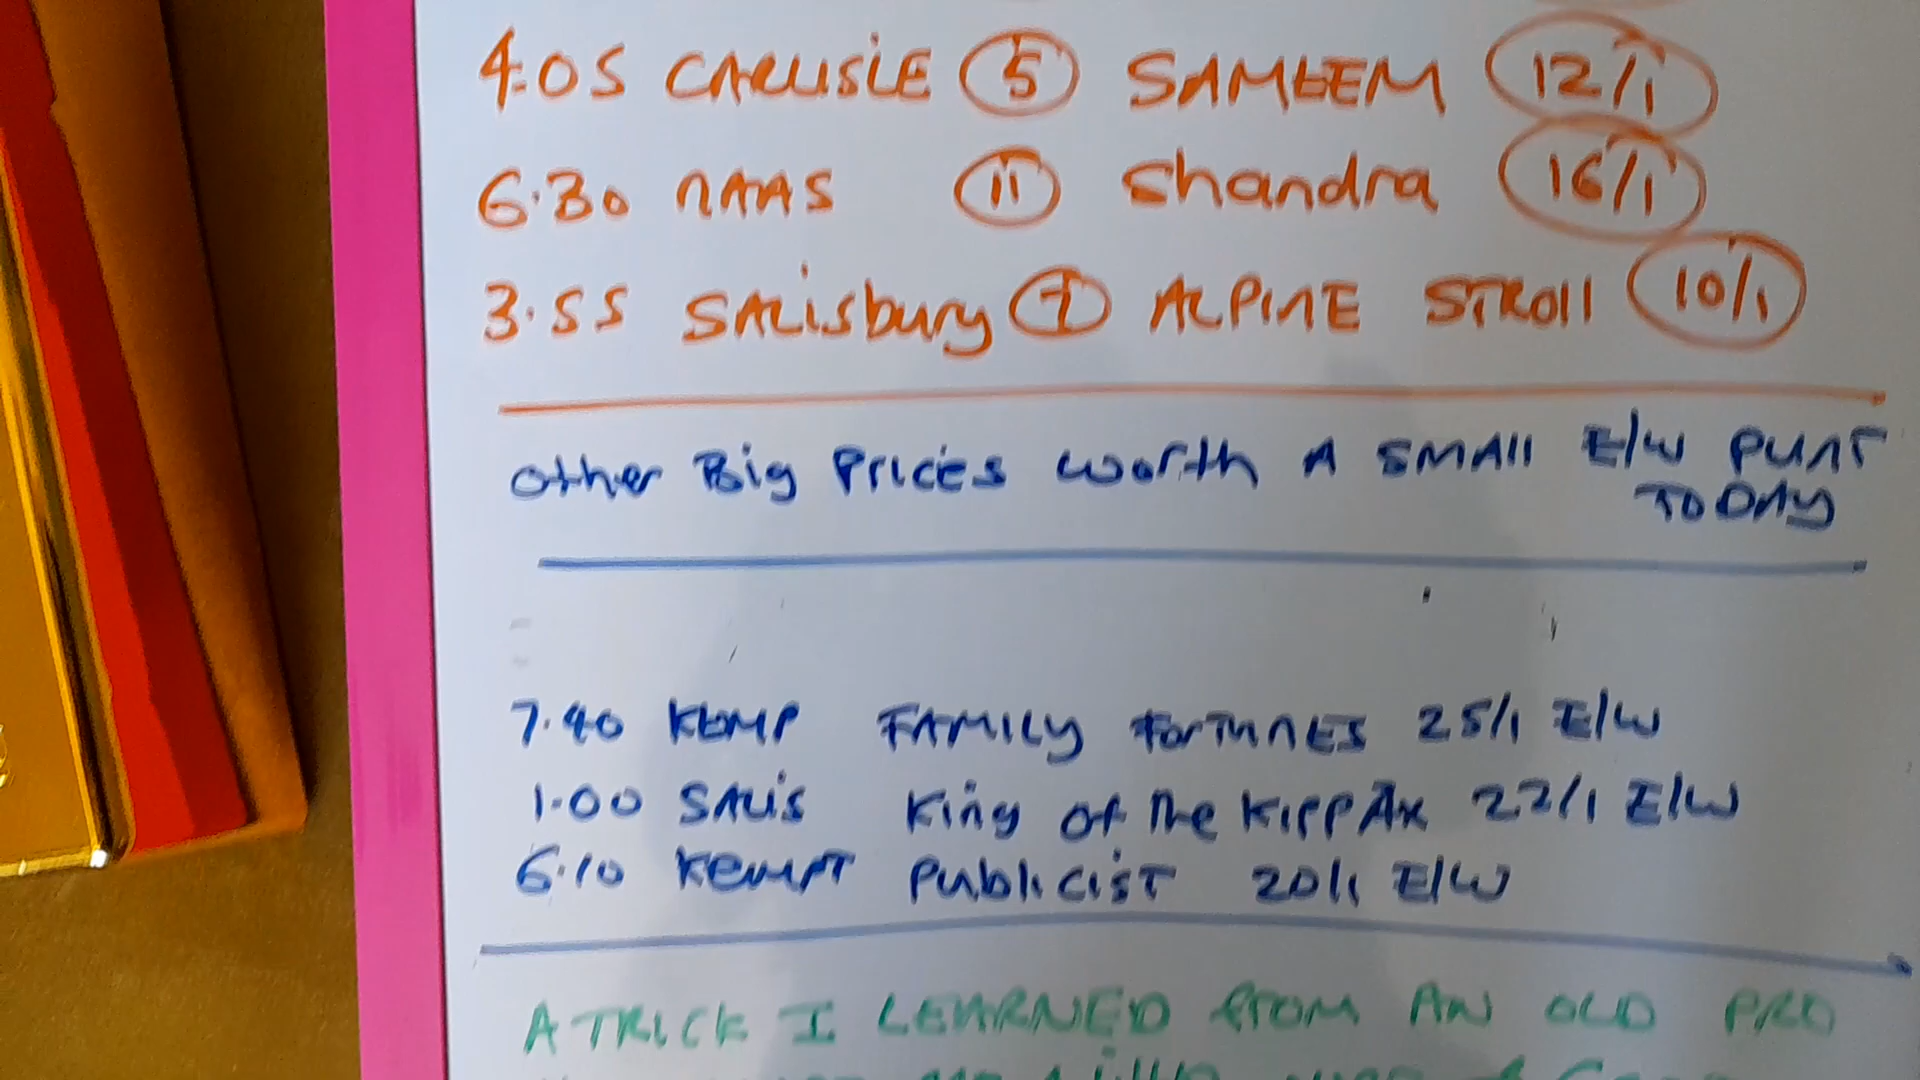 4.05 CARLISLE 5 SAMEEM 12/1
6.30 NAAS 11 Shandra 16/1
3.55 SALISbury 7 ALPINE STROLL 10/1
other Big Prices worth A SMALL E/W PUNT
TODAY
7.40 KEMP FAMILY FORTUNES 25/1 E/W
1.00 SALIS King of The KIPPAX 22/1 E/W
6.10 KEMPT Publicist 20/1 E/W
A TRICK I LEARNED FROM AN OLD PRO